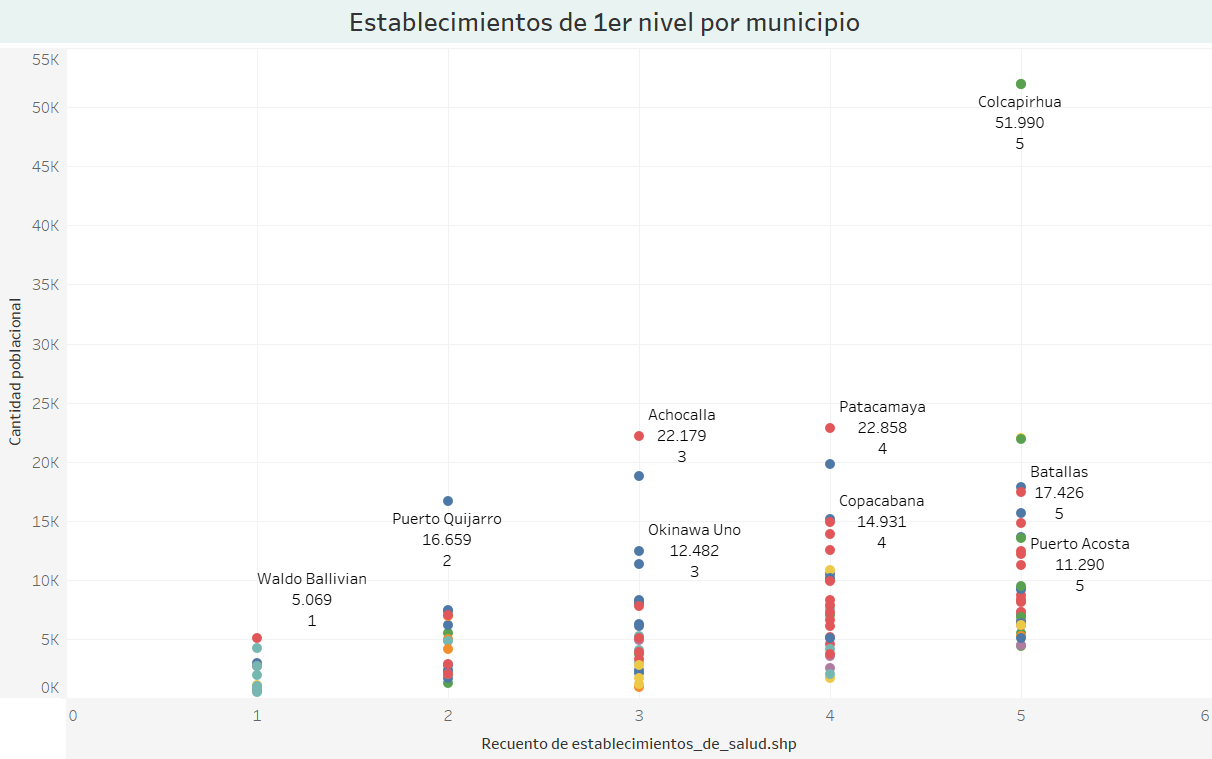 Establecimientos de 1er nivel por municipio
55K
50K
45K
40K
35K
30K
25K
20K
15K
10K
5K
0K
Cantidad poblacional
Colcapirhua
51.990
5
Patacamaya
22.858
4
Achocalla
22.179
3
Batallas
17.426
5
Copacabana
14.931
4
Puerto Quijarro
16.659
2
Okinawa Uno
12.482
3
Puerto Acosta
11.290
5
Waldo Ballivian
5.069
1
0
1
2
3
4
5
6
Recuento de establecimientos_de_salud.shp